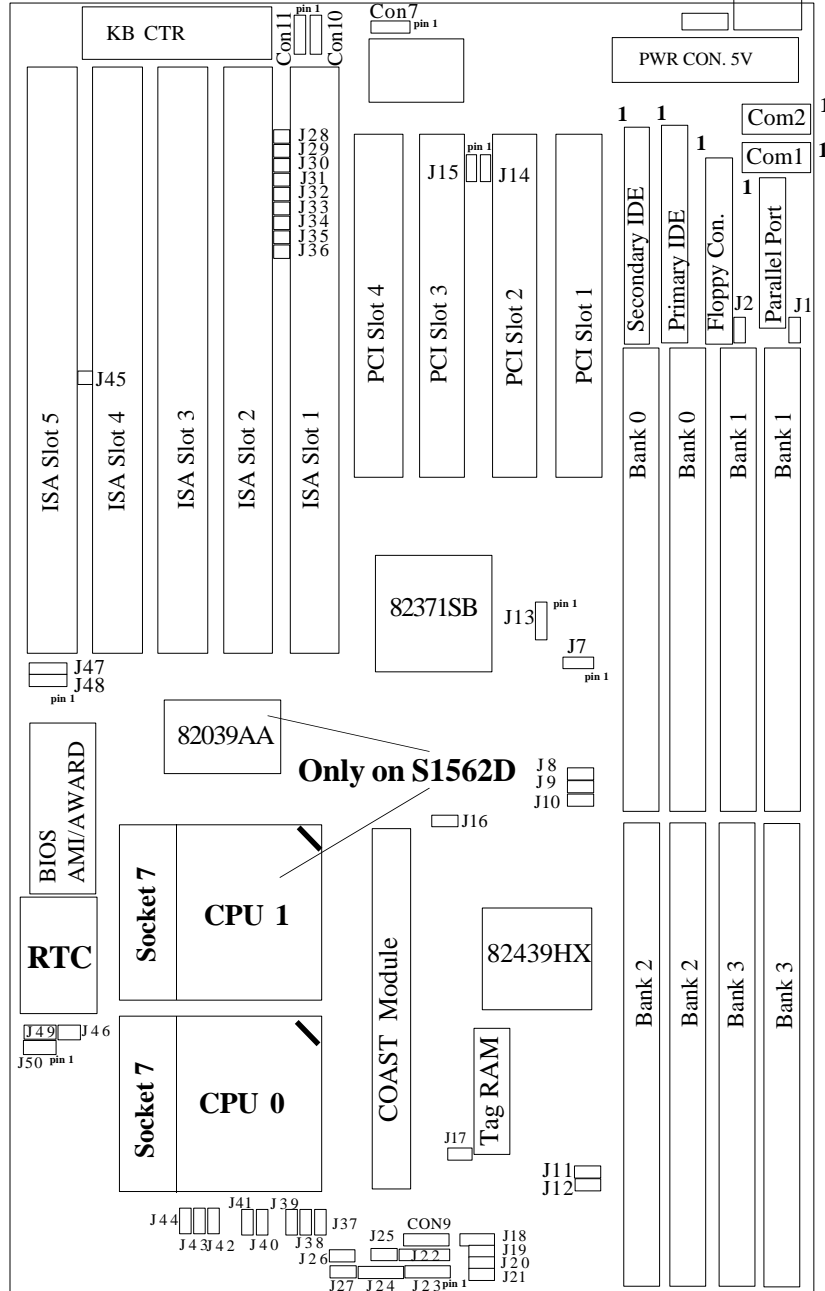 KB CTR
Con11
pin 1
Con10
Con7
pin 1
PWR CON. 5V
Com2
1
Com1
1
J28
J29
J30
J31
J32
J33
J34
J35
J36
pin 1
J15
J14
1
Secondary IDE
1
Primary IDE
1
Floppy Con.
1
Parallel Port
J2
J1
J45
ISA Slot 5
ISA Slot 4
ISA Slot 3
ISA Slot 2
ISA Slot 1
PCI Slot 4
PCI Slot 3
PCI Slot 2
PCI Slot 1
Bank 0
Bank 0
Bank 1
Bank 1
82371SB
J13
pin 1
J7
pin 1
J47
J48
pin 1
82039AA
Only on S1562D
J8
J9
J10
J16
BIOS
AMI/AWARD
Socket 7
CPU 1
RTC
COAST Module
82439HX
Bank 2
Bank 2
Bank 3
Bank 3
J49
J46
J50
pin 1
Socket 7
CPU 0
Tag RAM
J17
J11
J12
J44
J43
J42
J41
J40
J39
J38
J37
CON9
J18
J19
J20
J21
J25
J22
J26
J27
J24
J23
pin 1